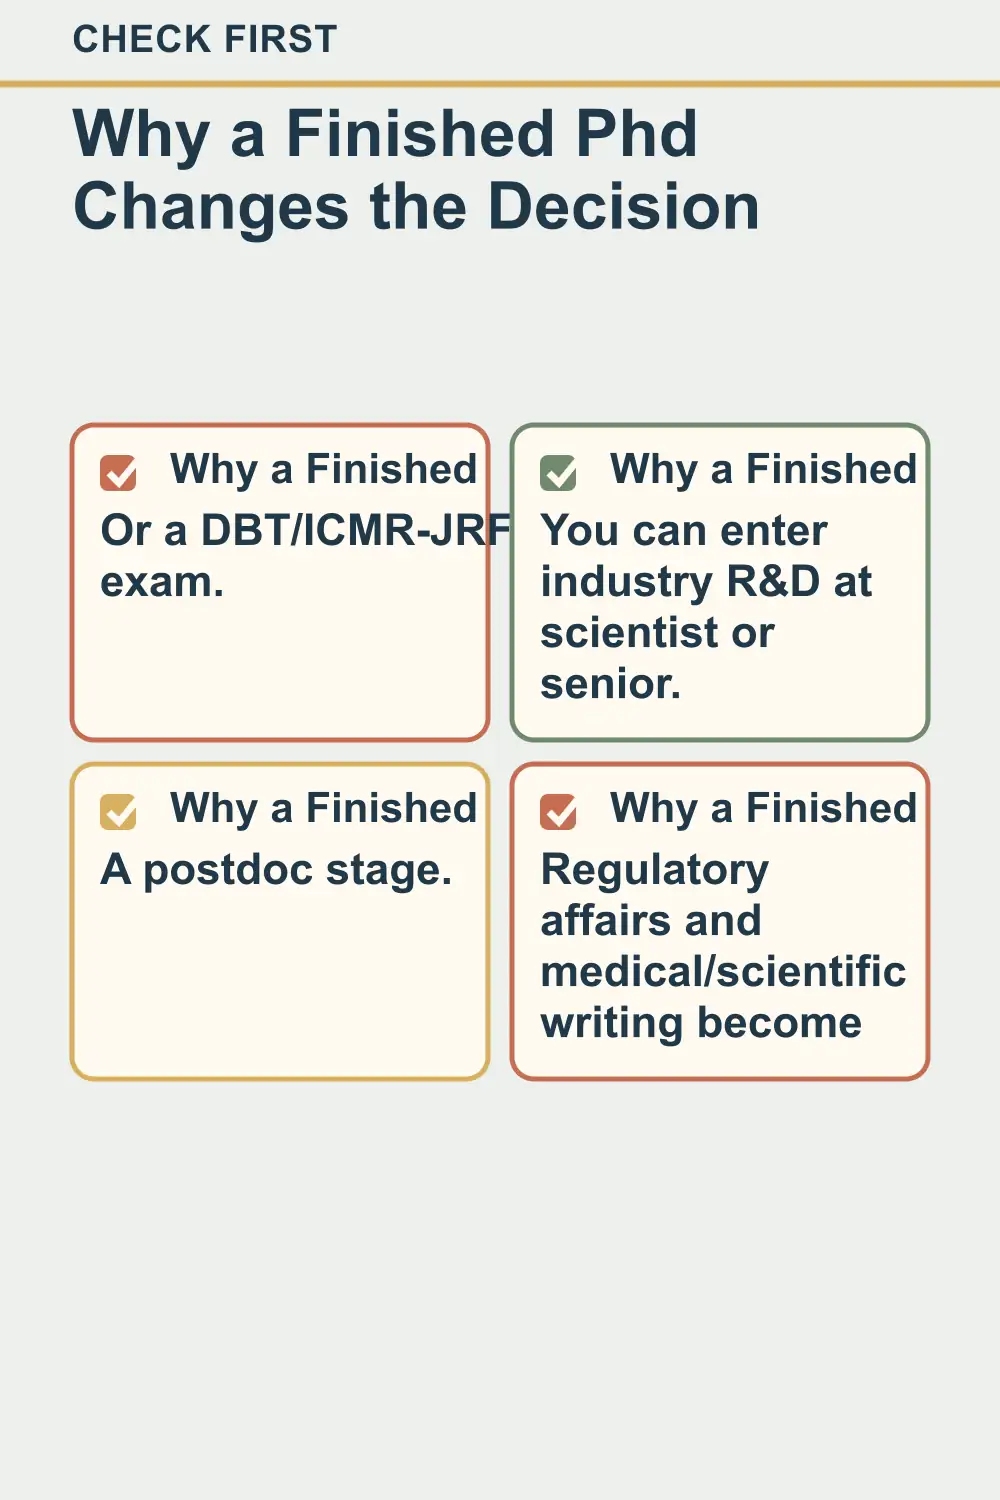 CHECK FIRST
Why a Finished Phd
Changes the Decision
Why a Finished
Or a DBT/ICMR-JRF
exam.
Why a Finished
You can enter
industry R&D at
scientist or
senior.
Why a Finished
A postdoc stage.
Why a Finished
Regulatory
affairs and
medical/scientific
writing become